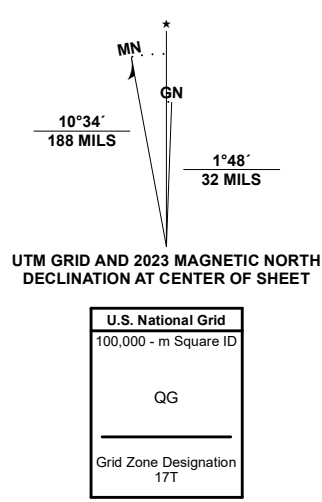 MN
GN
10°34´
188 MILS
1°48´
32 MILS
UTM GRID AND 2023 MAGNETIC NORTH
DECLINATION AT CENTER OF SHEET
U.S. National Grid
100,000 - m Square ID
QG
Grid Zone Designation
17T